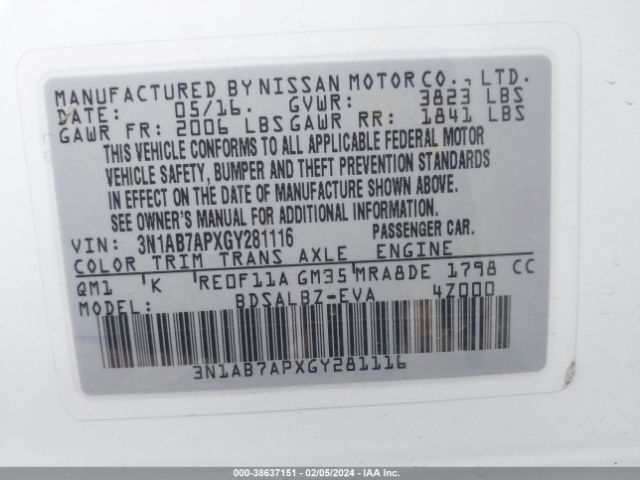 MANUFACTURED BY NISSAN MOTOR CO., LTD.
DATE: 05/16. GVWR: 3823 LBS
GAWR FR: 2006 LBS GAWR RR: 1841 LBS
THIS VEHICLE CONFORMS TO ALL APPLICABLE FEDERAL MOTOR
VEHICLE SAFETY, BUMPER AND THEFT PREVENTION STANDARDS
IN EFFECT ON THE DATE OF MANUFACTURE SHOWN ABOVE.
SEE OWNER'S MANUAL FOR ADDITIONAL INFORMATION.
VIN: 3N1AB7APXGY281116 PASSENGER CAR.
COLOR TRIM TRANS AXLE ENGINE
QM1 K RE0F11A GM35 MRA8DE 1798 CC
MODEL: BDSALBZ-EVA 4Z000
3N1AB7APXGY281116
000-38637151 - 02/05/2024 - IAA Inc.